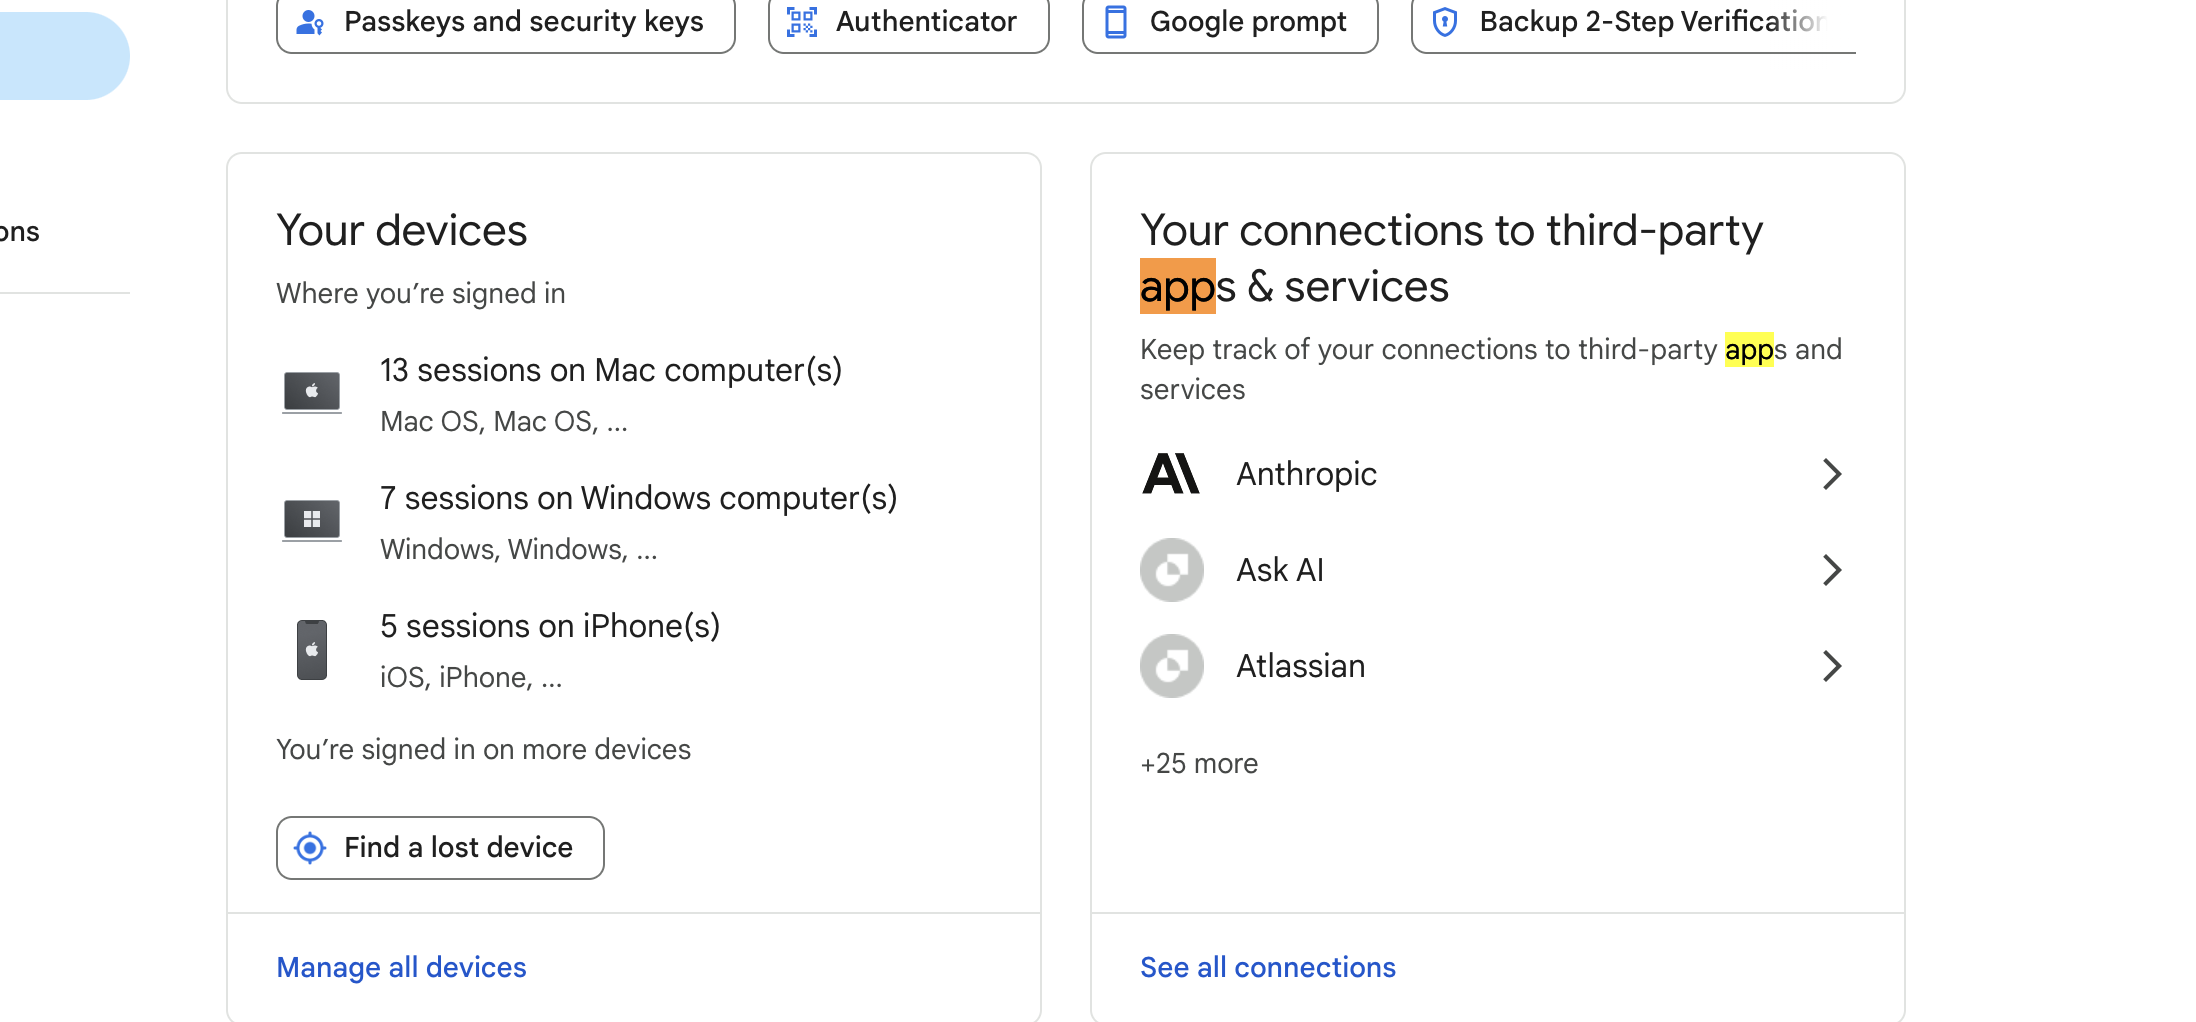 Passkeys and security keys
Authenticator
Google prompt
Backup 2-Step Verification
ons
Your devices
Where you’re signed in
13 sessions on Mac computer(s)
Mac OS, Mac OS, ...
7 sessions on Windows computer(s)
Windows, Windows, ...
5 sessions on iPhone(s)
iOS, iPhone, ...
You’re signed in on more devices
Find a lost device
Manage all devices
Your connections to third-party
apps & services
Keep track of your connections to third-party apps and
services
Anthropic
Ask AI
Atlassian
+25 more
See all connections